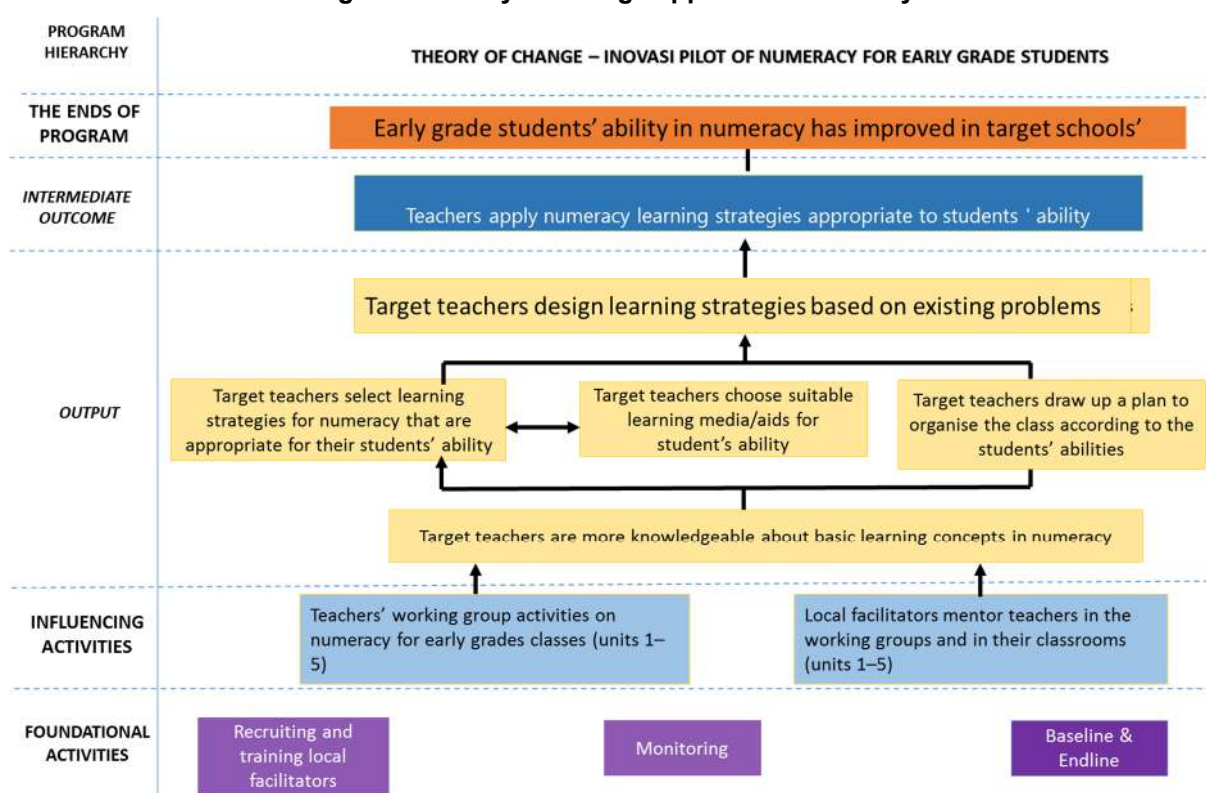 PROGRAM
HIERARCHY
THEORY OF CHANGE – INOVASI PILOT OF NUMERACY FOR EARLY GRADE STUDENTS
THE ENDS OF
PROGRAM
Early grade students' ability in numeracy has improved in target schools'
INTERMEDIATE
OUTCOME
Teachers apply numeracy learning strategies appropriate to students ' ability
Target teachers design learning strategies based on existing problems
OUTPUT
Target teachers select learning
strategies for numeracy that are
appropriate for their students' ability
Target teachers choose suitable
learning media/aids for
student's ability
Target teachers draw up a plan to
organise the class according to the
students' abilities
Target teachers are more knowledgeable about basic learning concepts in numeracy
INFLUENCING
ACTIVITIES
Teachers' working group activities on
numeracy for early grades classes (units 1–
5)
Local facilitators mentor teachers in the
working groups and in their classrooms
(units 1–5)
FOUNDATIONAL
ACTIVITIES
Recruiting and
training local
facilitators
Monitoring
Baseline &
Endline